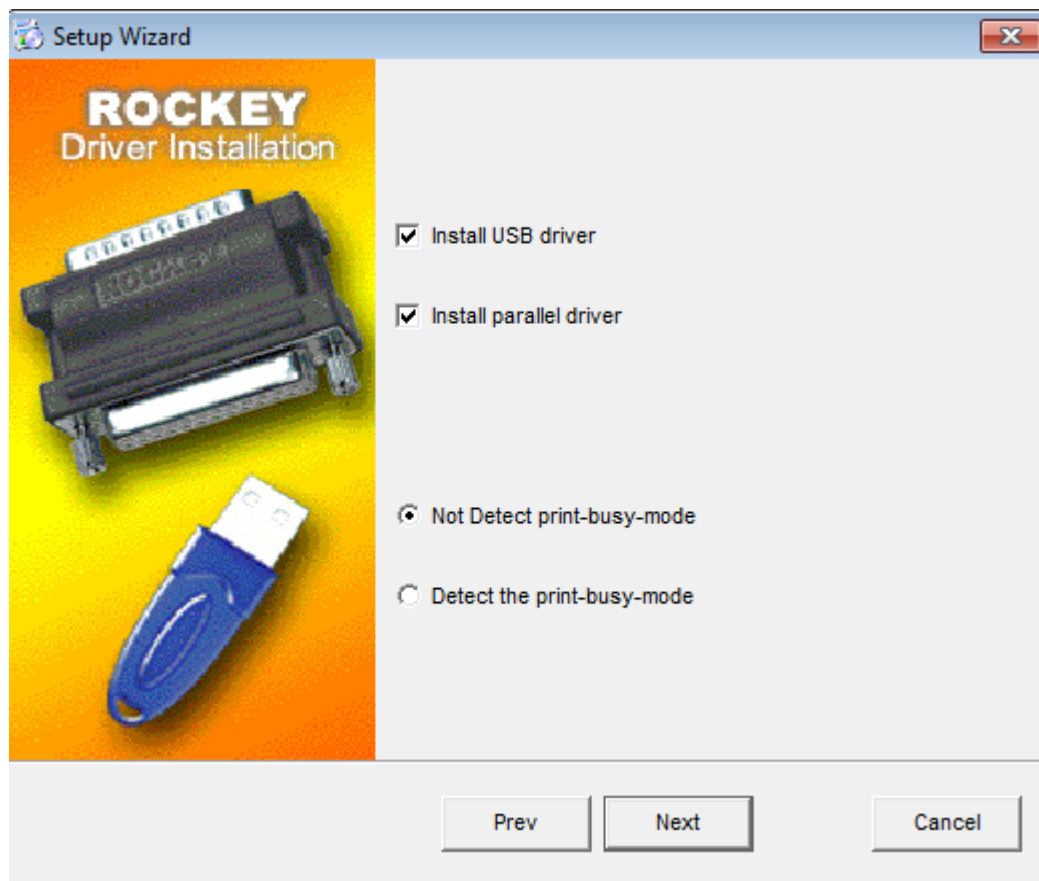 Setup Wizard
ROCKEY
Driver Installation
Install USB driver
Install parallel driver
Not Detect print-busy-mode
Detect the print-busy-mode
Prev
Next
Cancel